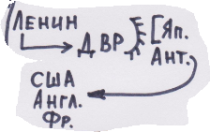 Ленин
ДВР
Яп.
Ант.
США
Англ.
Фр.